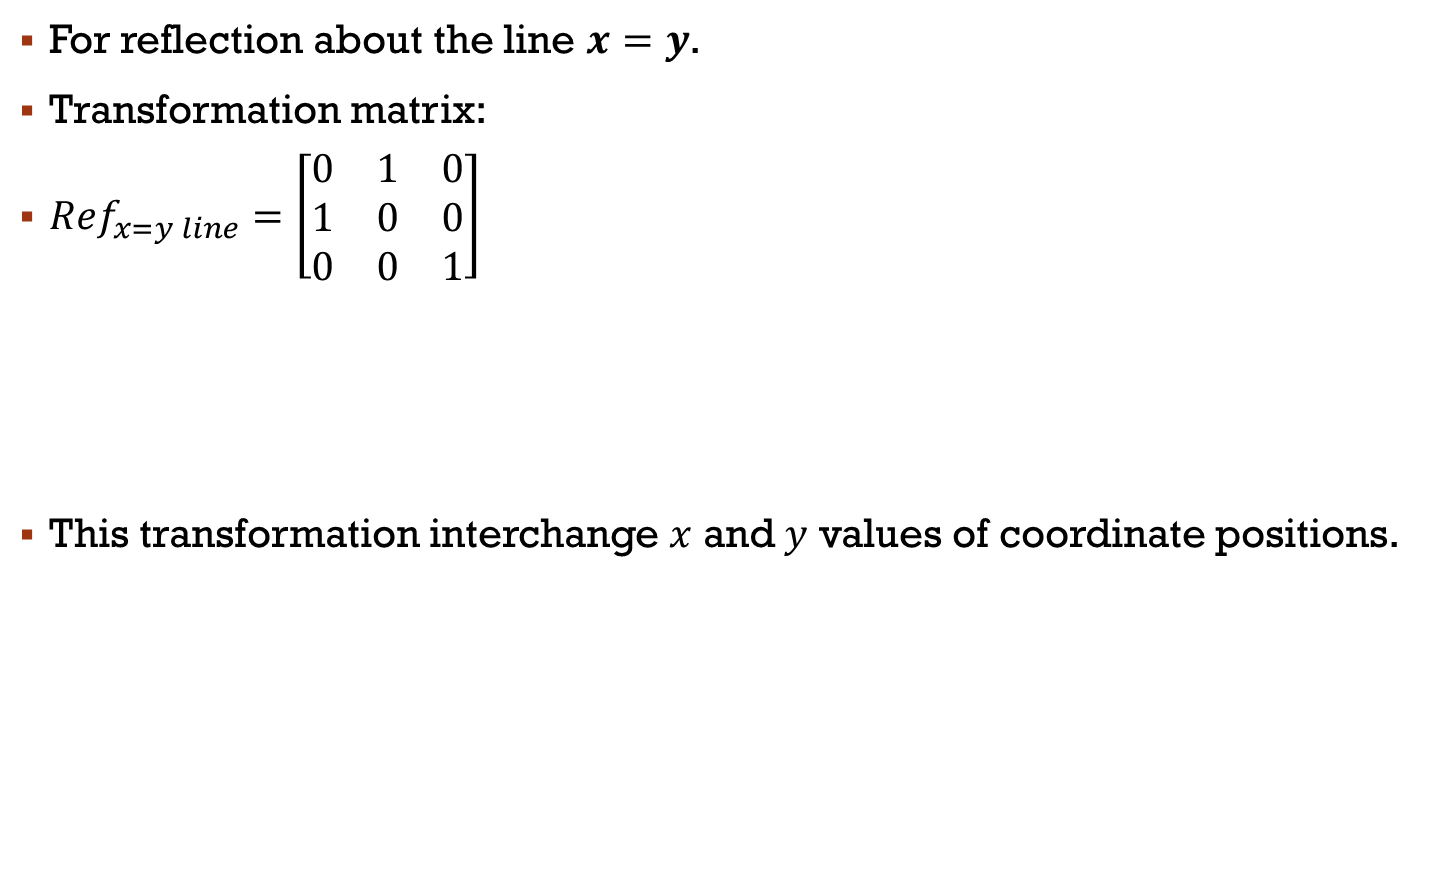 ▪ For reflection about the line x = y.
▪ Transformation matrix:
▪ Ref_{x=y line} = [0 1 0
1 0 0
0 0 1]
▪ This transformation interchange x and y values of coordinate positions.